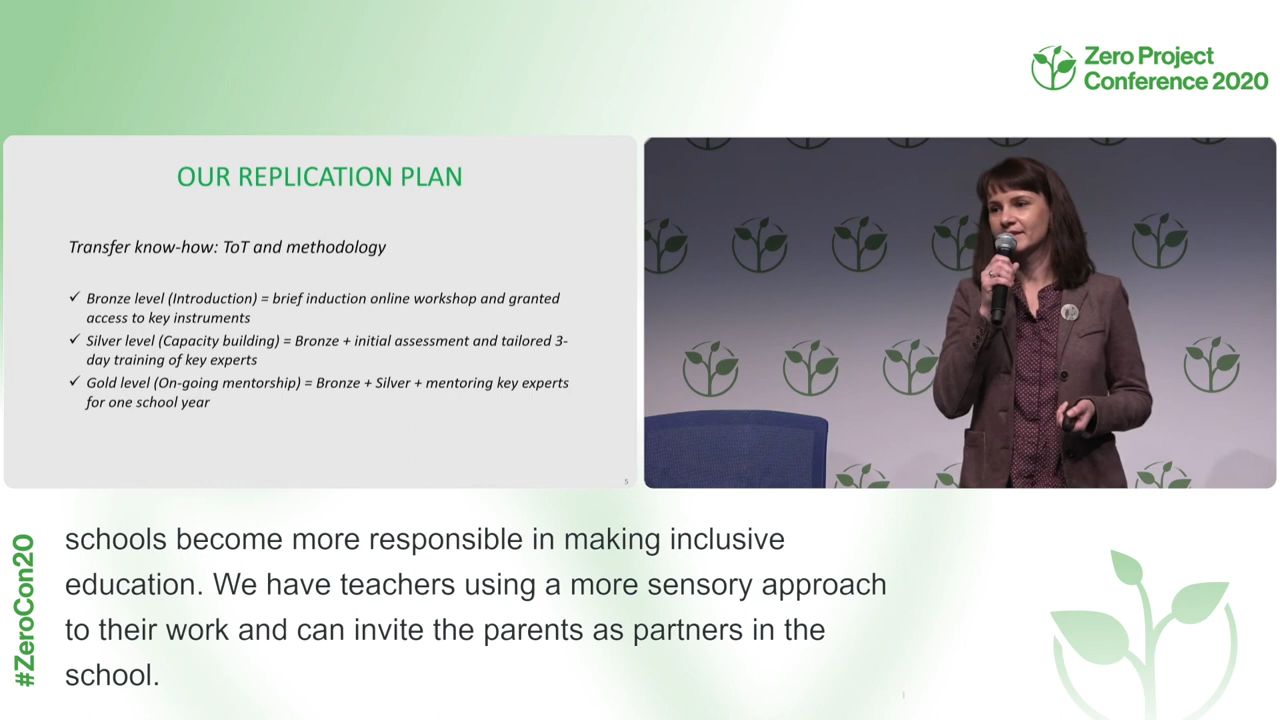 Zero Project
Conference 2020
OUR REPLICATION PLAN
Transfer know-how: ToT and methodology
✓ Bronze level (Introduction) = brief induction online workshop and granted
access to key instruments
✓ Silver level (Capacity building) = Bronze + initial assessment and tailored 3-
day training of key experts
✓ Gold level (On-going mentorship) = Bronze + Silver + mentoring key experts
for one school year
5
#ZeroCon20
schools become more responsible in making inclusive
education. We have teachers using a more sensory approach
to their work and can invite the parents as partners in the
school.
1